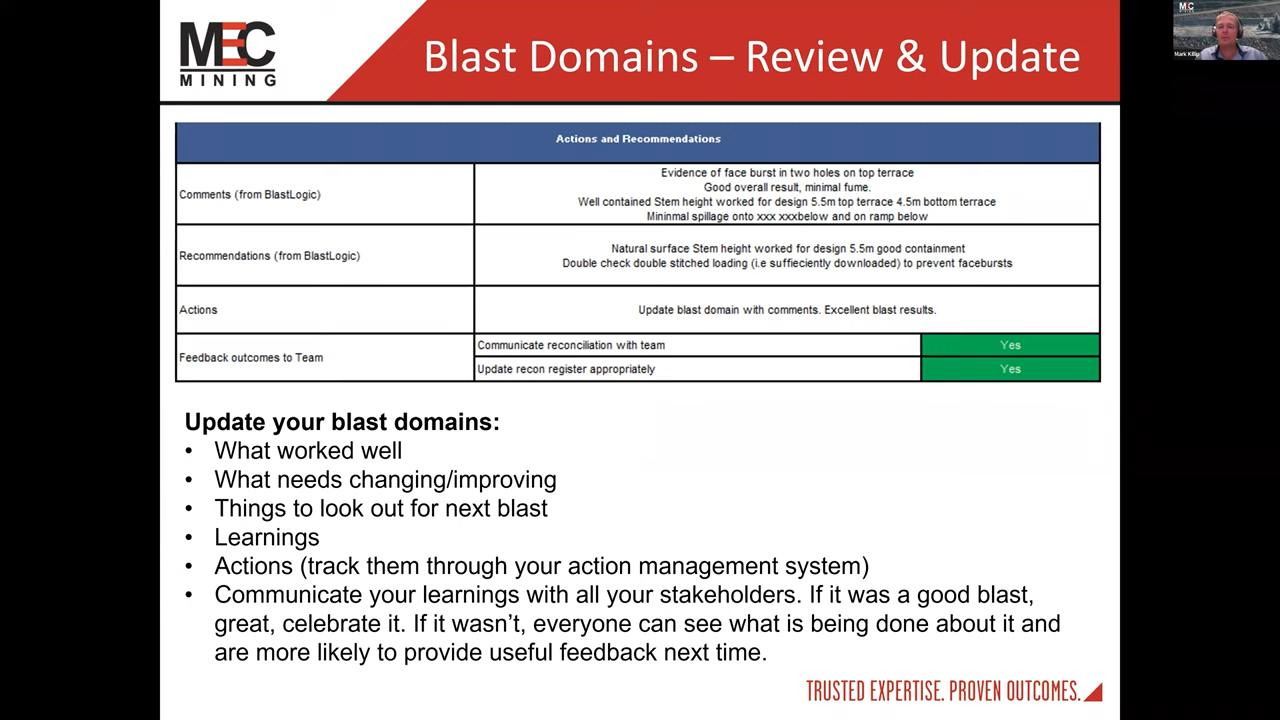 MEC
MINING
Blast Domains – Review & Update
MEC
Mark Kilip
Actions and Recommendations
Comments (from BlastLogic)
Evidence of face burst in two holes on top terrace
Good overall result, minimal fume.
Well contained Stem height worked for design 5.5m top terrace 4.5m bottom terrace
Mininmal spillage onto xxx xxxbelow and on ramp below
Recommendations (from BlastLogic)
Natural surface Stem height worked for design 5.5m good containment
Double check double stitched loading (i.e suffieciently downloaded) to prevent facebursts
Actions
Update blast domain with comments. Excellent blast results.
Feedback outcomes to Team
Communicate reconciliation with team
Yes
Update recon register appropriately
Yes
Update your blast domains:
• What worked well
• What needs changing/improving
• Things to look out for next blast
• Learnings
• Actions (track them through your action management system)
• Communicate your learnings with all your stakeholders. If it was a good blast,
great, celebrate it. If it wasn’t, everyone can see what is being done about it and
are more likely to provide useful feedback next time.
TRUSTED EXPERTISE. PROVEN OUTCOMES.